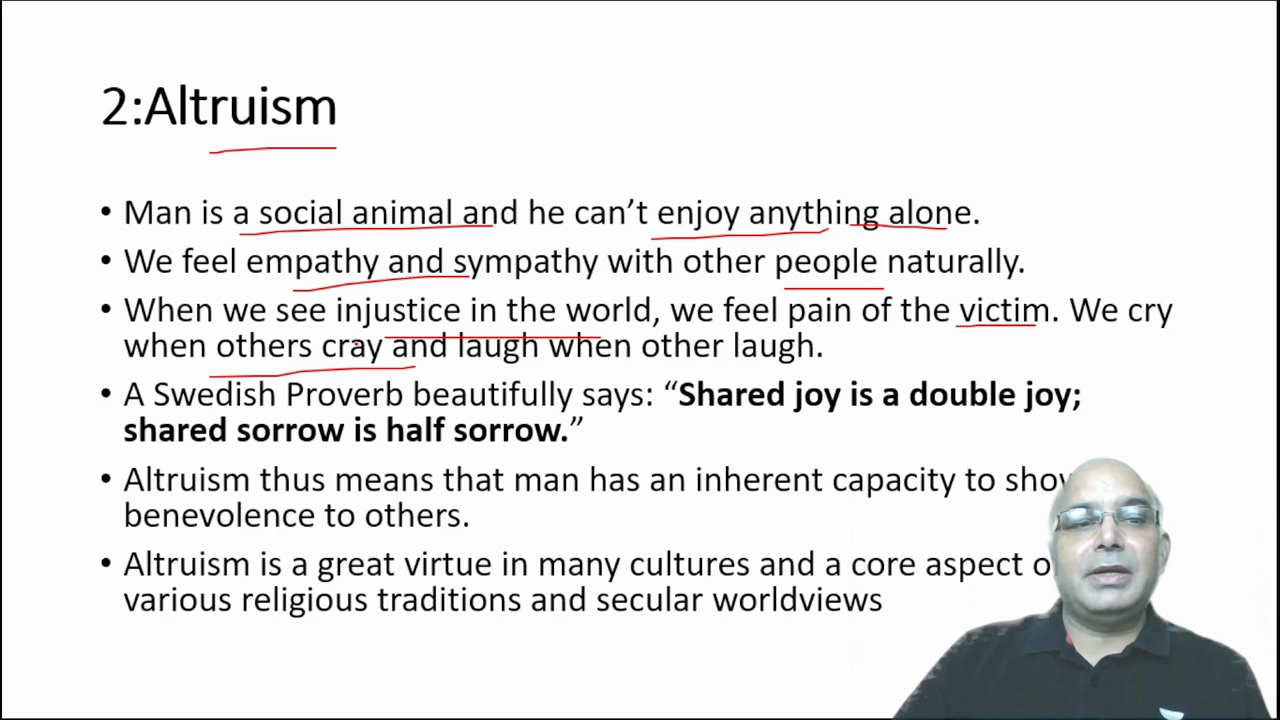 2:Altruism
• Man is a social animal and he can’t enjoy anything alone.
• We feel empathy and sympathy with other people naturally.
• When we see injustice in the world, we feel pain of the victim. We cry
when others cray and laugh when other laugh.
• A Swedish Proverb beautifully says: “Shared joy is a double joy;
shared sorrow is half sorrow.”
• Altruism thus means that man has an inherent capacity to
benevolence to others.
• Altruism is a great virtue in many cultures and a core aspect
various religious traditions and secular worldviews